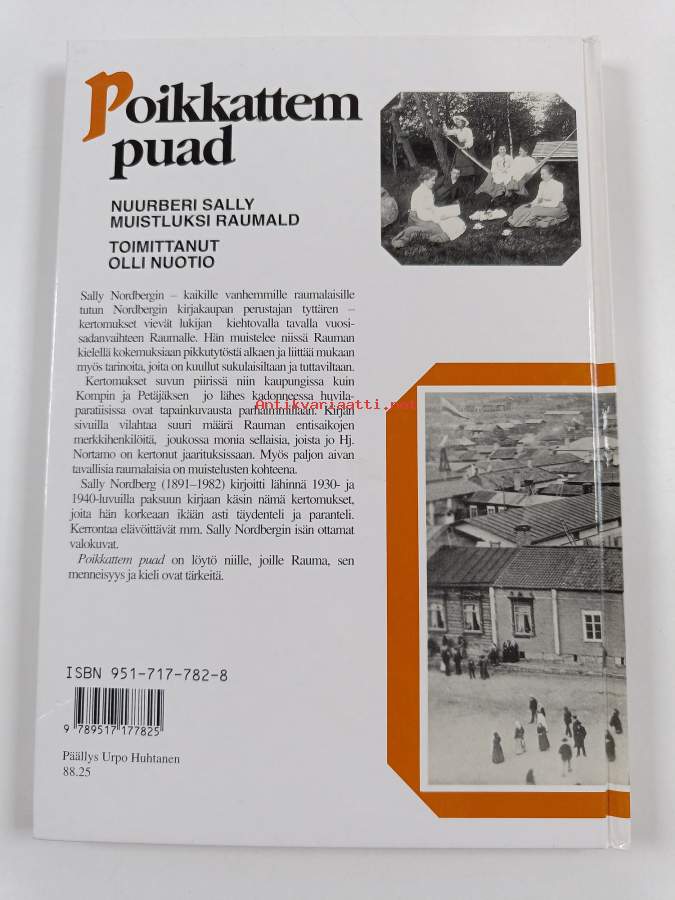 Poikkattem
puad
NUURBERI SALLY
MUISTLUKSI RAUMALD
TOIMITTANUT
OLLI NUOTIO
Sally Nordbergin – kaikille vanhemmille raumalaisille
tutun Nordbergin kirjakaupan perustajan tyttären –
kertomukset vievät lukijan kiehtovalla tavalla vuosi-
sadanvaihteen Raumalle. Hän muistelee niissä Rauman
kielellä kokemuksiaan pikkutytöstä alkaen ja liittää mukaan
myös tarinoita, joita on kuullut sukulaisiltaan ja tuttaviltaan.
Kertomukset suvun piirissä niin kaupungissa kuin
Kompin ja Petäjäksen jo lähes kadonneessa huvila-
paratiisissa ovat tapainkuvausta parhaimmillaan. Kirjan
sivuilla vilahtaa suuri määrä Rauman entisaikojen
merkkihenkilöitä, joukossa monia sellaisia, joista jo Hj.
Nortamo on kertonut jaarituksissaan. Myös paljon aivan
tavallisia raumalaisia on muistelusten kohteena.
Sally Nordberg (1891–1982) kirjoitti lähinnä 1930- ja
1940-luvuilla paksuun kirjaan käsin nämä kertomukset,
joita hän korkeaan ikään asti täydenteli ja paranteli.
Kerrontaa elävöittävät mm. Sally Nordbergin isän ottamat
valokuvat.
Poikkattem puad on löytö niille, joille Rauma, sen
menneisyys ja kieli ovat tärkeitä.
Antikvariaatti.net
ISBN 951-717-782-8
9 789517 177825
Päällys Urpo Huhtanen
88.25